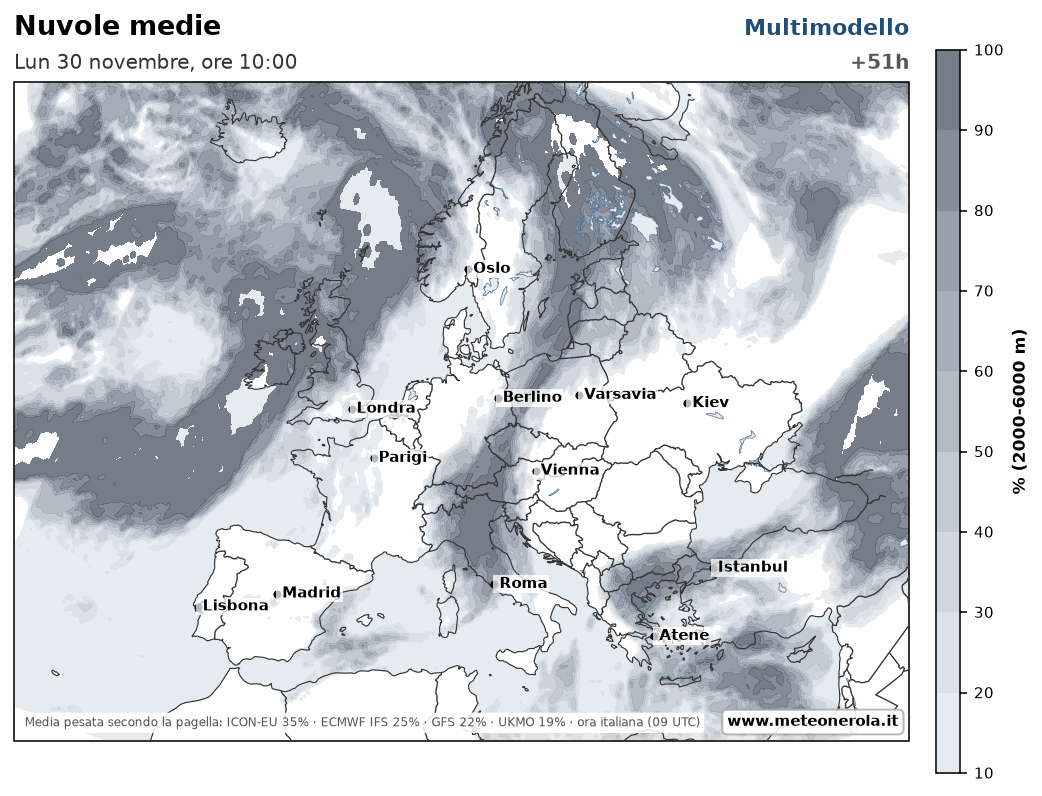 Nuvole medie
Multimodello
Lun 30 novembre, ore 10:00
+51h
100
90
80
70
60
50
40
30
20
10
% (2000-6000 m)
Oslo
Berlino
Varsavia
Kiev
Londra
Parigi
Vienna
Istanbul
Roma
Madrid
Lisbona
Atene
Media pesata secondo la pagella: ICON-EU 35% · ECMWF IFS 25% · GFS 22% · UKMO 19% · ora italiana (09 UTC)
www.meteonerola.it